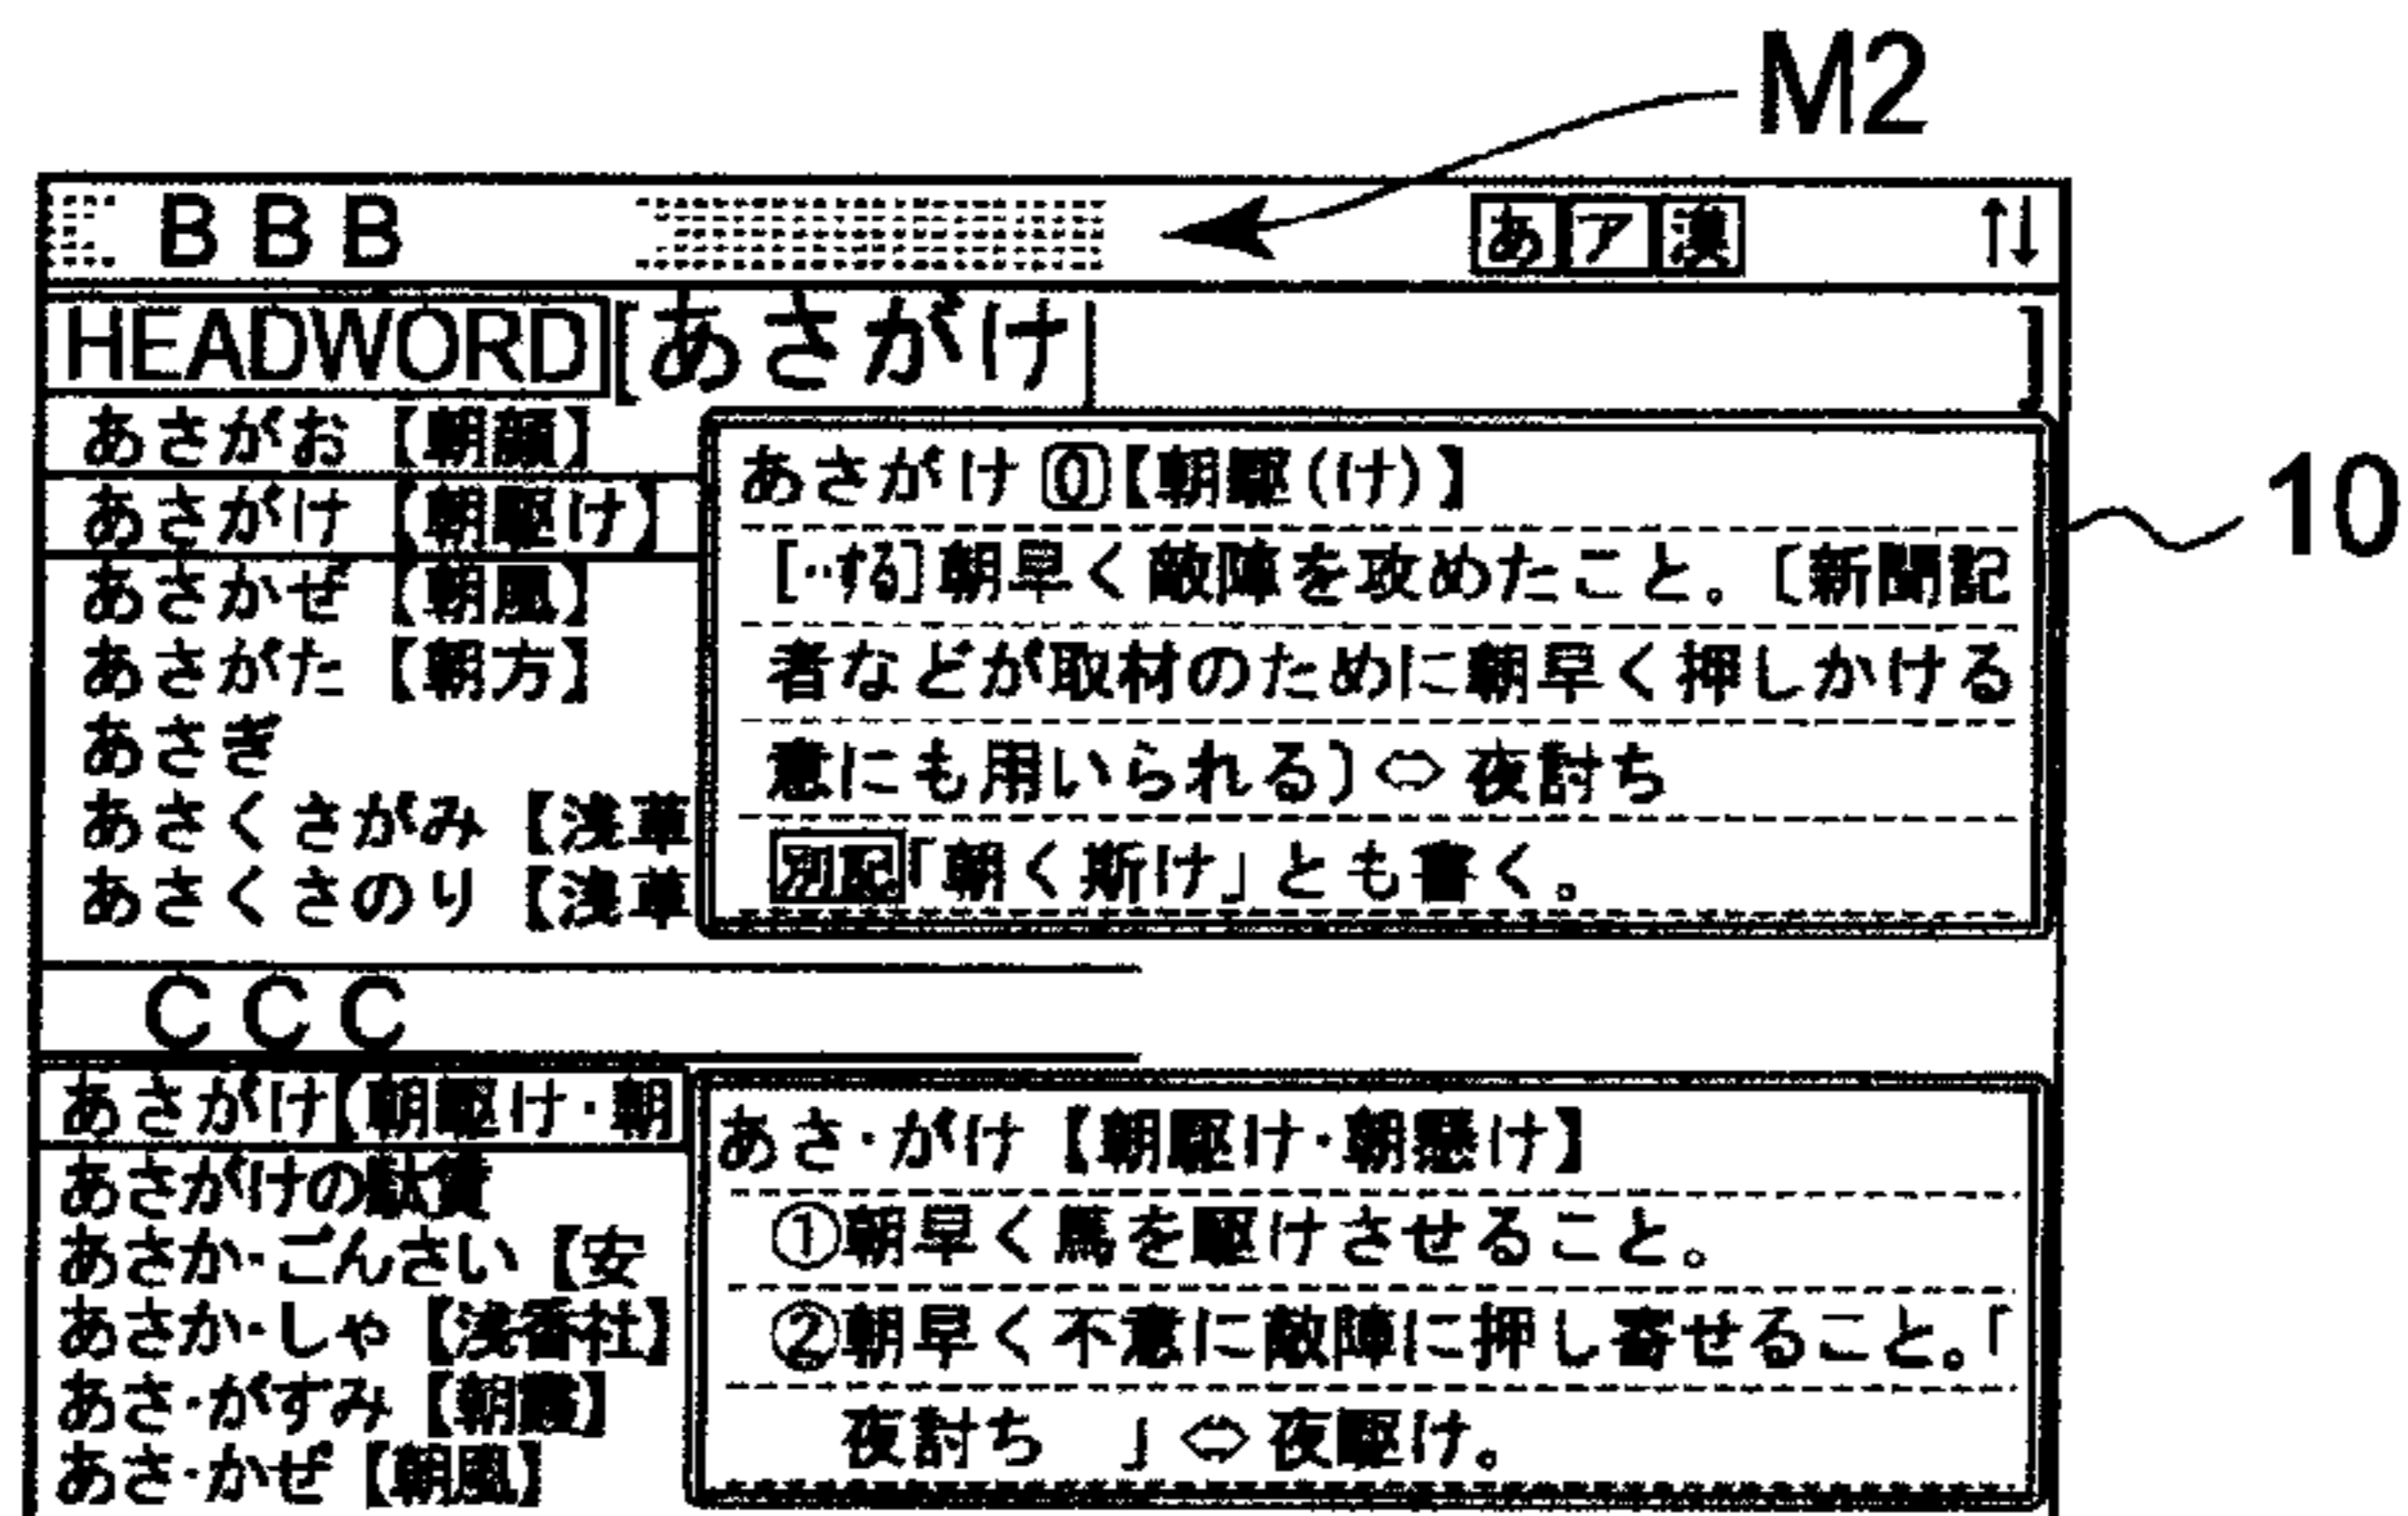 M2
BBB あア漢 ↑↓
HEADWORD [あさがけ ]
あさがお【朝顔】
あさがけ【朝駆け】
あさかぜ【朝風】
あさがた【朝方】
あさぎ
あさくさがみ【浅草
あさくさのり【浅草
あさがけ⓪【朝駆(け)】
[‥する]朝早く敵陣を攻めたこと。〔新聞記
者などが取材のために朝早く押しかける
意にも用いられる〕⇔夜討ち
別記「朝く斯け」とも書く。
10
CCC
あさがけ【朝駆け・朝
あさがけの駄賃
あさか・ごんさい【安
あさか・しゃ【浅香社】
あさ・がすみ【朝霞】
あさ・かぜ【朝風】
あさ・がけ【朝駆け・朝懸け】
①朝早く馬を駆けさせること。
②朝早く不意に敵陣に押し寄せること。「
夜討ち 」⇔夜駆け。